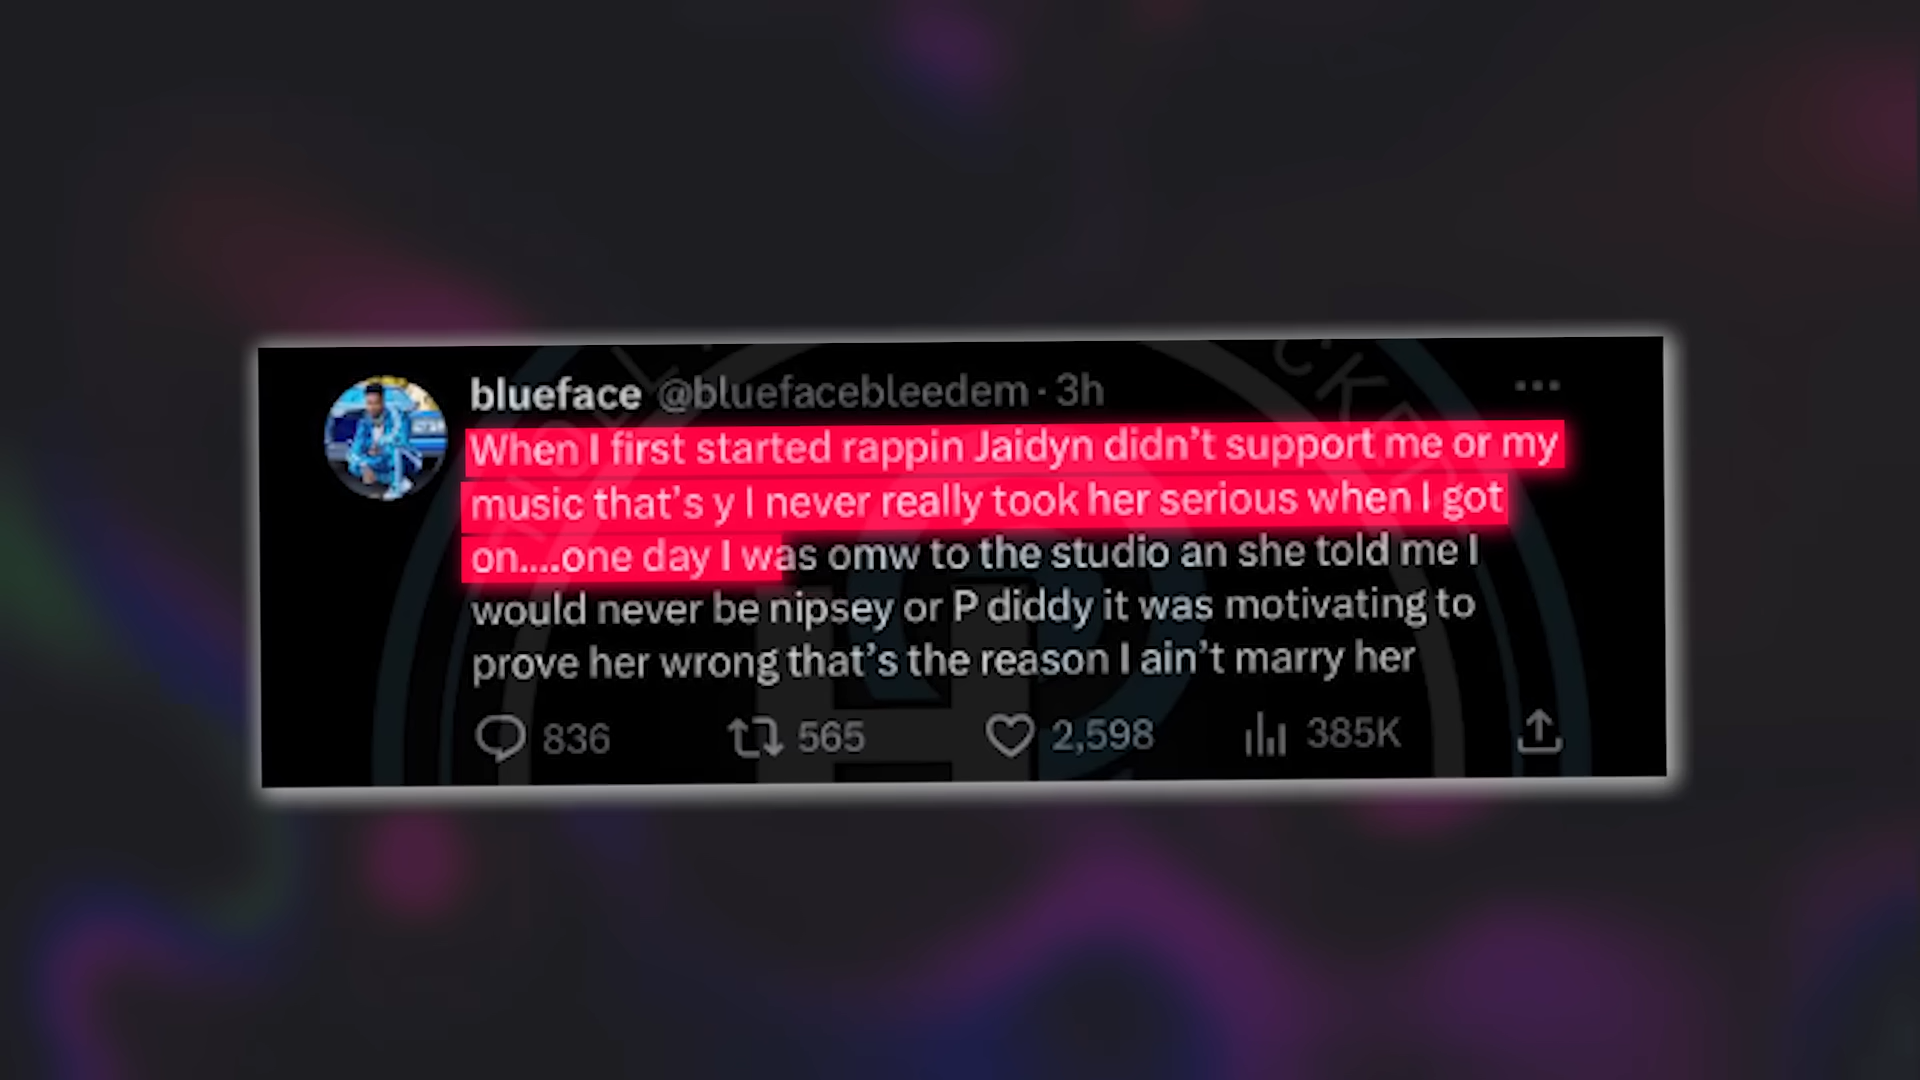 blueface @bluefacebleedem · 3h
When I first started rappin Jaidyn didn’t support me or my
music that’s y I never really took her serious when I got
on....one day I was omw to the studio an she told me I
would never be nipsey or P diddy it was motivating to
prove her wrong that’s the reason I ain’t marry her
836 565 2,598 385K